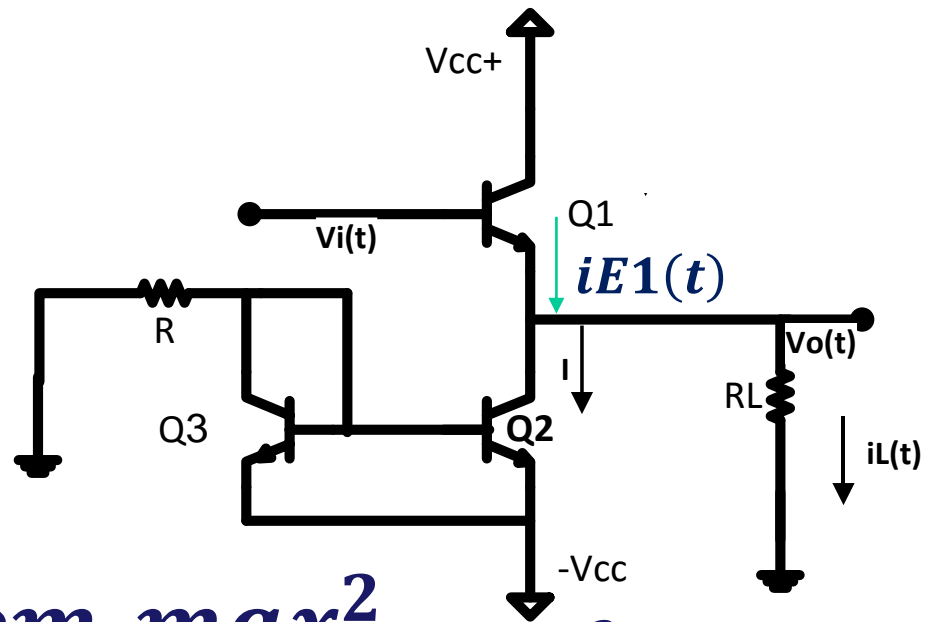 Vcc+
Q1
Vi(t)
iE1(t)
R
Vo(t)
I
RL
Q3
Q2
iL(t)
-Vcc